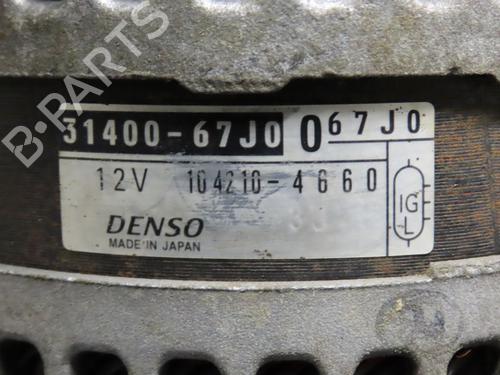 B-PARTS
31400-67J0 067J0
12V 104210-4660
IG
L
DENSO
MADE IN JAPAN